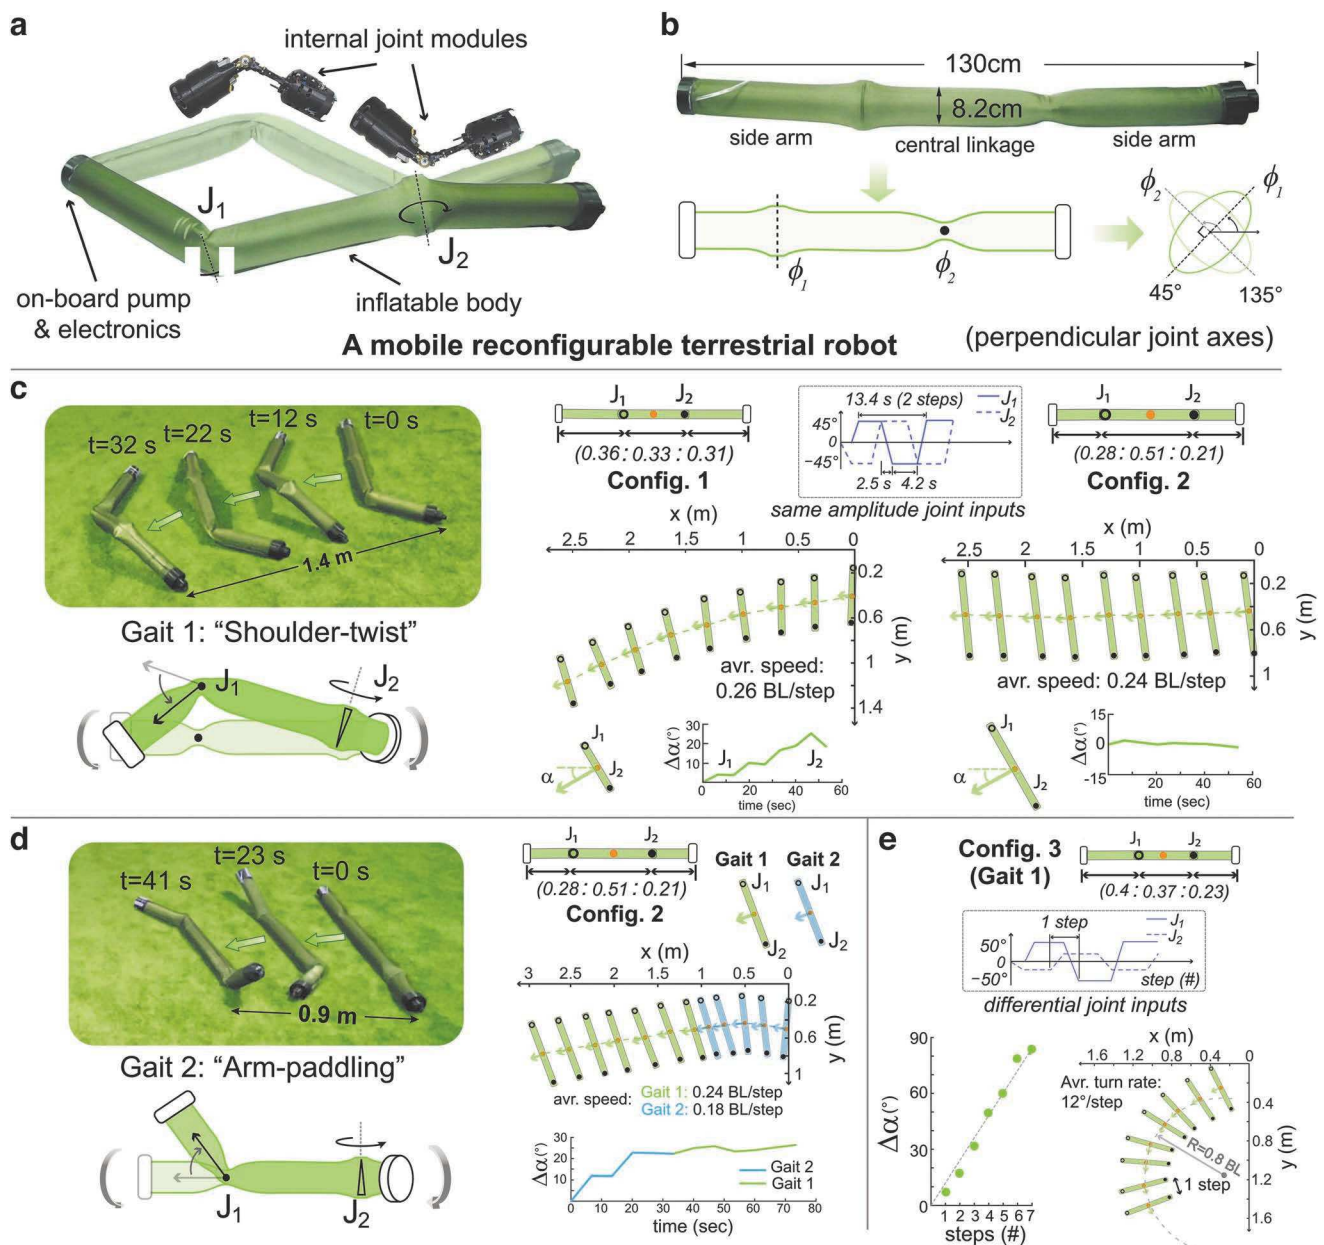 a
internal joint modules
J1
J2
on-board pump
& electronics
inflatable body
b
130cm
8.2cm
side arm
central linkage
side arm
ϕ1
ϕ2
ϕ2
ϕ1
45°
135°
A mobile reconfigurable terrestrial robot
(perpendicular joint axes)
c
t=32 s
t=22 s
t=12 s
t=0 s
1.4 m
Gait 1: “Shoulder-twist”
J1
J2
J1
J2
(0.36 : 0.33 : 0.31)
Config. 1
13.4 s (2 steps)
J1
J2
45°
0
−45°
2.5 s
4.2 s
same amplitude joint inputs
J1
J2
(0.28 : 0.51 : 0.21)
Config. 2
x (m)
2.5 2 1.5 1 0.5 0
0.2
0.6
1
1.4
y (m)
avr. speed:
0.26 BL/step
J1
J2
α
Δα(°)
30
20
10
J1
J2
0 20 40 60
time (sec)
x (m)
2.5 2 1.5 1 0.5 0
0.2
0.6
1
y (m)
avr. speed: 0.24 BL/step
J1
J2
α
Δα(°)
15
0
-15
0 20 40 60
time (sec)
d
t=41 s
t=23 s
t=0 s
0.9 m
Gait 2: “Arm-paddling”
J1
J2
J1
J2
(0.28 : 0.51 : 0.21)
Config. 2
Gait 1
Gait 2
J1
J2
J1
J2
x (m)
3 2.5 2 1.5 1 0.5 0
0.2
0.6
1
y (m)
avr. speed:
Gait 1: 0.24 BL/step
Gait 2: 0.18 BL/step
Δα(°)
30
20
10
0
Gait 2
Gait 1
0 10 20 30 40 50 60 70 80
time (sec)
e
Config. 3
(Gait 1)
J1
J2
(0.4 : 0.37 : 0.23)
1 step
J1
J2
50°
0
−50°
step (#)
differential joint inputs
Δα(°)
90
60
30
0
1 2 3 4 5 6 7
steps (#)
x (m)
1.6 1.2 0.8 0.4 0
0.4
0.8
1.2
1.6
y (m)
Avr. turn rate:
12°/step
R=0.8 BL
1 step